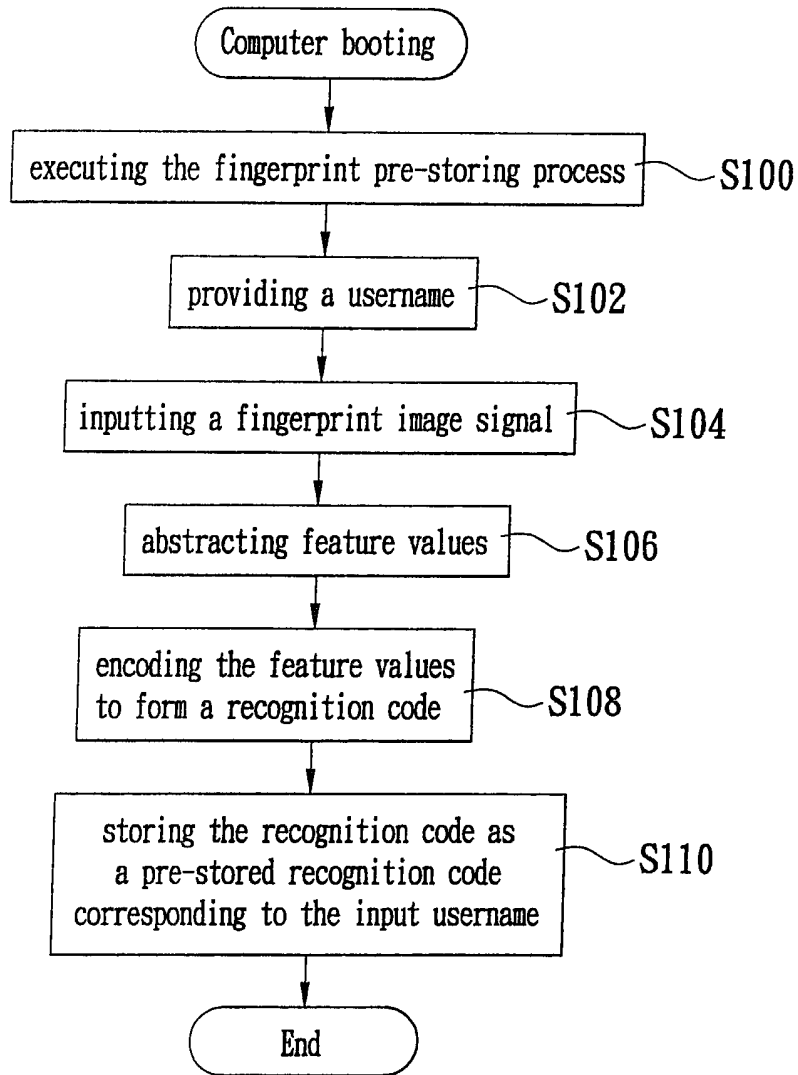 Computer booting
executing the fingerprint pre-storing process
S100
providing a username
S102
inputting a fingerprint image signal
S104
abstracting feature values
S106
encoding the feature values
to form a recognition code
S108
storing the recognition code as
a pre-stored recognition code
corresponding to the input username
S110
End